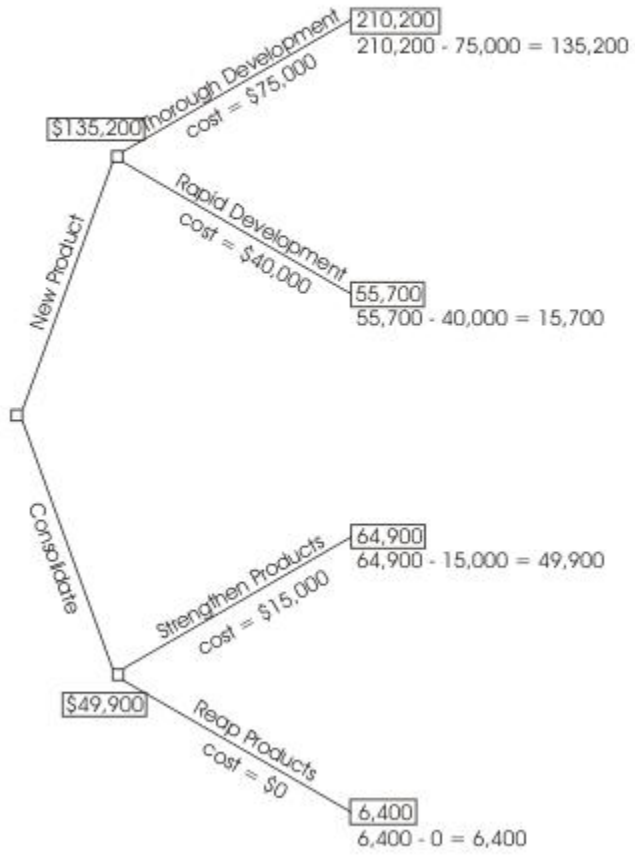 210,200
210,200 - 75,000 = 135,200
Thorough Development
cost = $75,000
$135,200
Rapid Development
cost = $40,000
New Product
55,700
55,700 - 40,000 = 15,700
Consolidate
64,900
64,900 - 15,000 = 49,900
Strengthen Products
cost = $15,000
$49,900
Reap Products
cost = $0
6,400
6,400 - 0 = 6,400